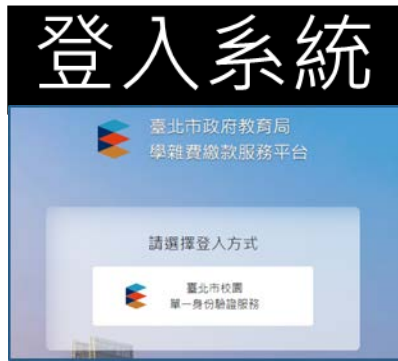 登入系統
臺北市政府教育局
學雜費繳款服務平台
請選擇登入方式
臺北市校園
單一身份驗證服務